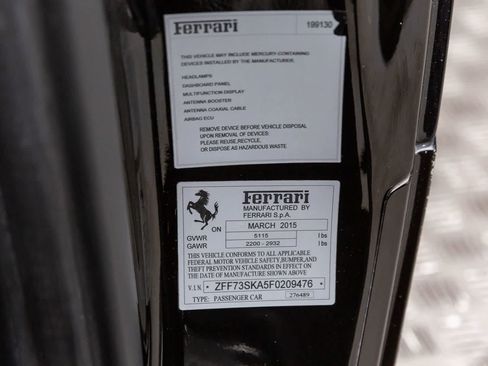 Ferrari 199130
THIS VEHICLE MAY INCLUDE MERCURY-CONTAINING
DEVICES INSTALLED BY THE MANUFACTURER.
HEADLAMPS
DASHBOARD PANEL
MULTIFUNCTION DISPLAY
ANTENNA BOOSTER
ANTENNA COAXIAL CABLE
AIRBAG ECU
REMOVE DEVICE BEFORE VEHICLE DISPOSAL
UPON REMOVAL OF DEVICES:
PLEASE REUSE,RECYCLE,
OR DISPOSE AS HAZARDOUS WASTE
Ferrari
MANUFACTURED BY
FERRARI S.p.A.
ON MARCH 2015
GVWR 5115 lbs
GAWR 2200 - 2932 lbs
THIS VEHICLE CONFORMS TO ALL APPLICABLE
FEDERAL MOTOR VEHICLE SAFETY,BUMPER,AND
THEFT PREVENTION STANDARDS IN EFFECT ON
THE DATE OF MANUFACTURE SHOWN ABOVE
V.I.N. ZFF73SKA5F0209476
TYPE: PASSENGER CAR 276489